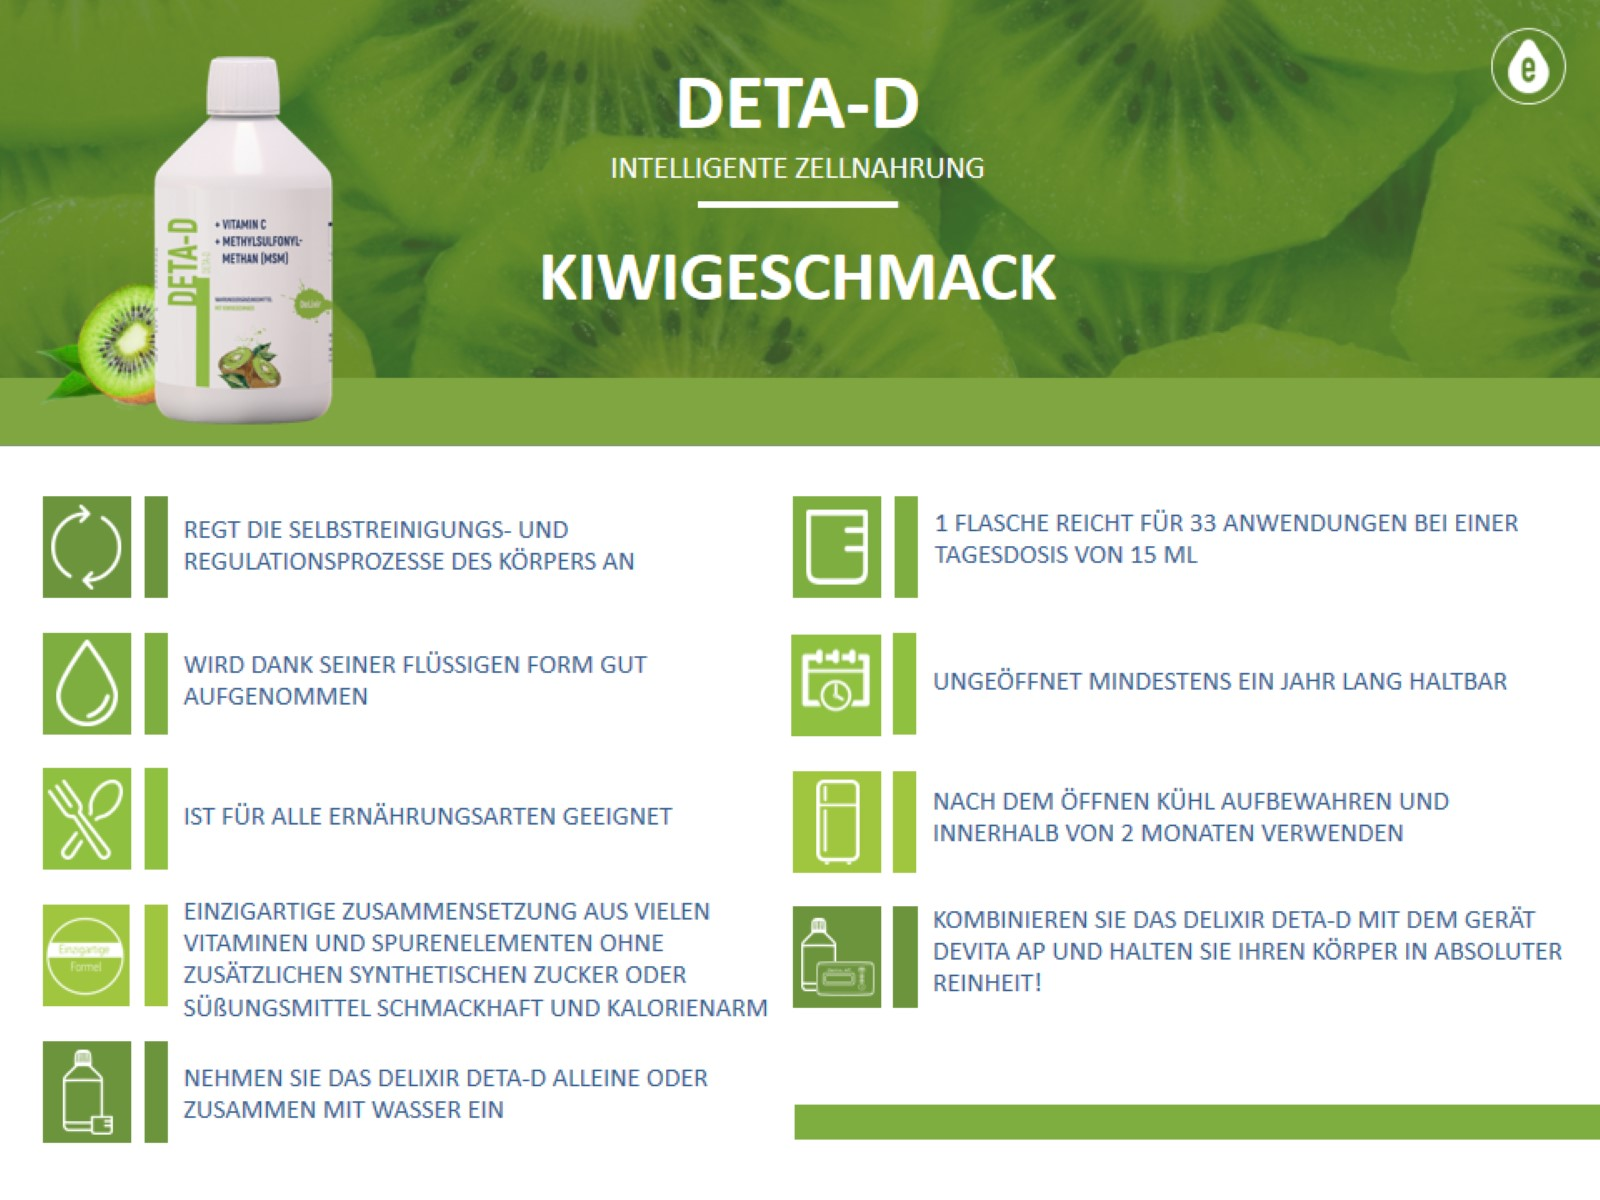 DETA-D
INTELLIGENTE ZELLNAHRUNG
KIWIGESCHMACK
e
DETA-D
+ VITAMIN C
+ METHYLSULFONYL-
METHAN (MSM)
REGT DIE SELBSTREINIGUNGS- UND
REGULATIONSPROZESSE DES KÖRPERS AN
WIRD DANK SEINER FLÜSSIGEN FORM GUT
AUFGENOMMEN
IST FÜR ALLE ERNÄHRUNGSARTEN GEEIGNET
Einzigartige
Formel
EINZIGARTIGE ZUSAMMENSETZUNG AUS VIELEN
VITAMINEN UND SPURENELEMENTEN OHNE
ZUSÄTZLICHEN SYNTHETISCHEN ZUCKER ODER
SÜßUNGSMITTEL SCHMACKHAFT UND KALORIENARM
NEHMEN SIE DAS DELIXIR DETA-D ALLEINE ODER
ZUSAMMEN MIT WASSER EIN
1 FLASCHE REICHT FÜR 33 ANWENDUNGEN BEI EINER
TAGESDOSIS VON 15 ML
UNGEÖFFNET MINDESTENS EIN JAHR LANG HALTBAR
NACH DEM ÖFFNEN KÜHL AUFBEWAHREN UND
INNERHALB VON 2 MONATEN VERWENDEN
KOMBINIEREN SIE DAS DELIXIR DETA-D MIT DEM GERÄT
DEVITA AP UND HALTEN SIE IHREN KÖRPER IN ABSOLUTER
REINHEIT!